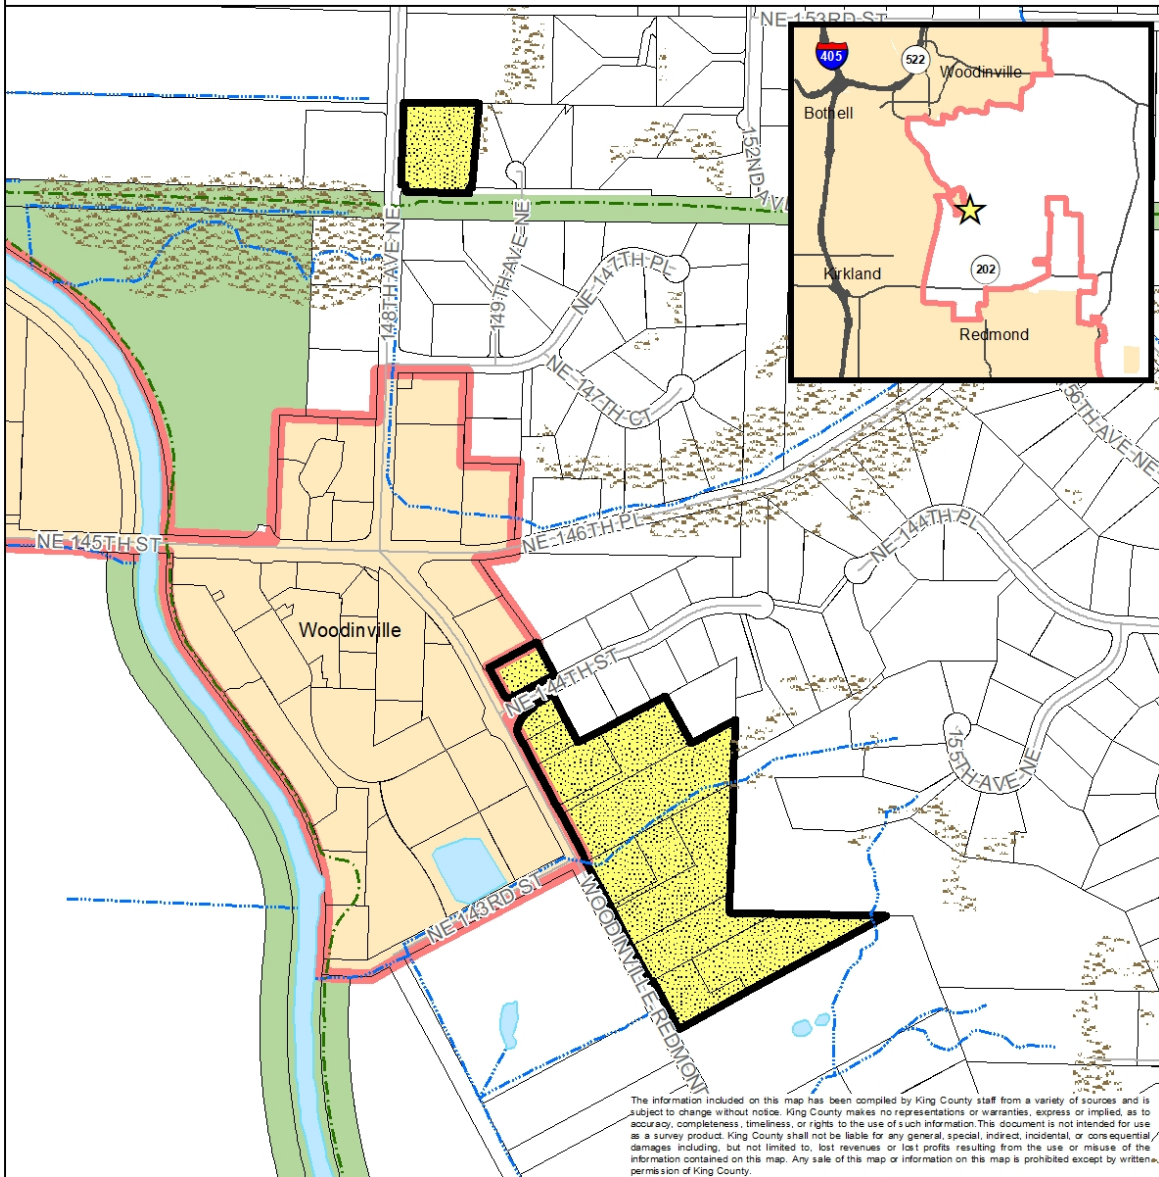 NE 153RD ST
405
522
Woodinville
Bothell
152ND AVE
148TH AVE NE
149TH AVE NE
NE 147TH PL
Kirkland
202
Redmond
NE 147TH CT
156TH AVE NE
NE 145TH ST
NE 146TH PL
NE 144TH PL
Woodinville
NE 144TH ST
155TH AVE NE
NE 143RD ST
WOODINVILLE-REDMONT
The information included on this map has been compiled by King County staff from a variety of sources and is
subject to change without notice. King County makes no representations or warranties, express or implied, as to
accuracy, completeness, timeliness, or rights to the use of such information. This document is not intended for use
as a survey product. King County shall not be liable for any general, special, indirect, incidental, or consequential
damages including, but not limited to, lost revenues or lost profits resulting from the use or misuse of the
information contained on this map. Any sale of this map or information on this map is prohibited except by written
permission of King County.